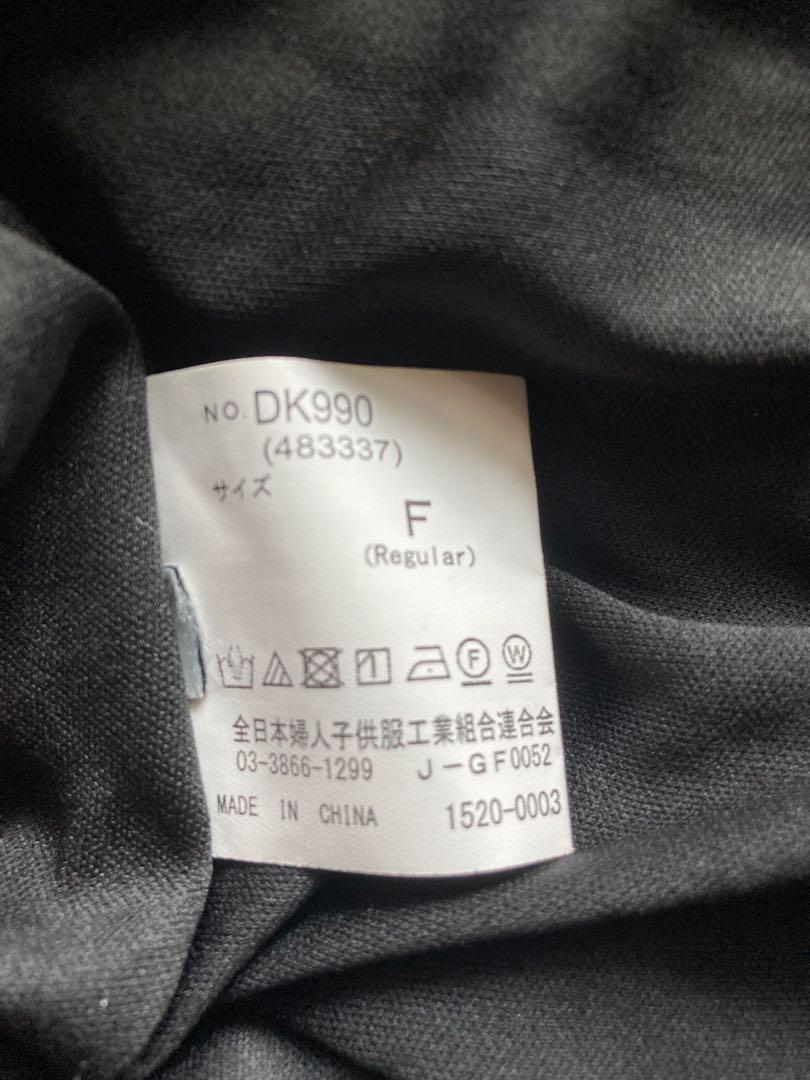 NO. DK990
(483337)
サイズ
F
(Regular)
F W
全日本婦人子供服工業組合連合会
03-3866-1299 J-GF0052
MADE IN CHINA 1520-0003